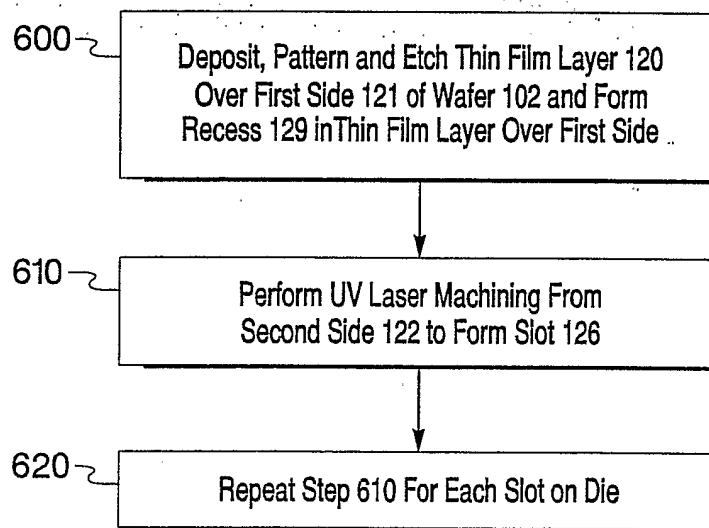 600
Deposit, Pattern and Etch Thin Film Layer 120
Over First Side 121 of Wafer 102 and Form
Recess 129 inThin Film Layer Over First Side
610
Perform UV Laser Machining From
Second Side 122 to Form Slot 126
620
Repeat Step 610 For Each Slot on Die